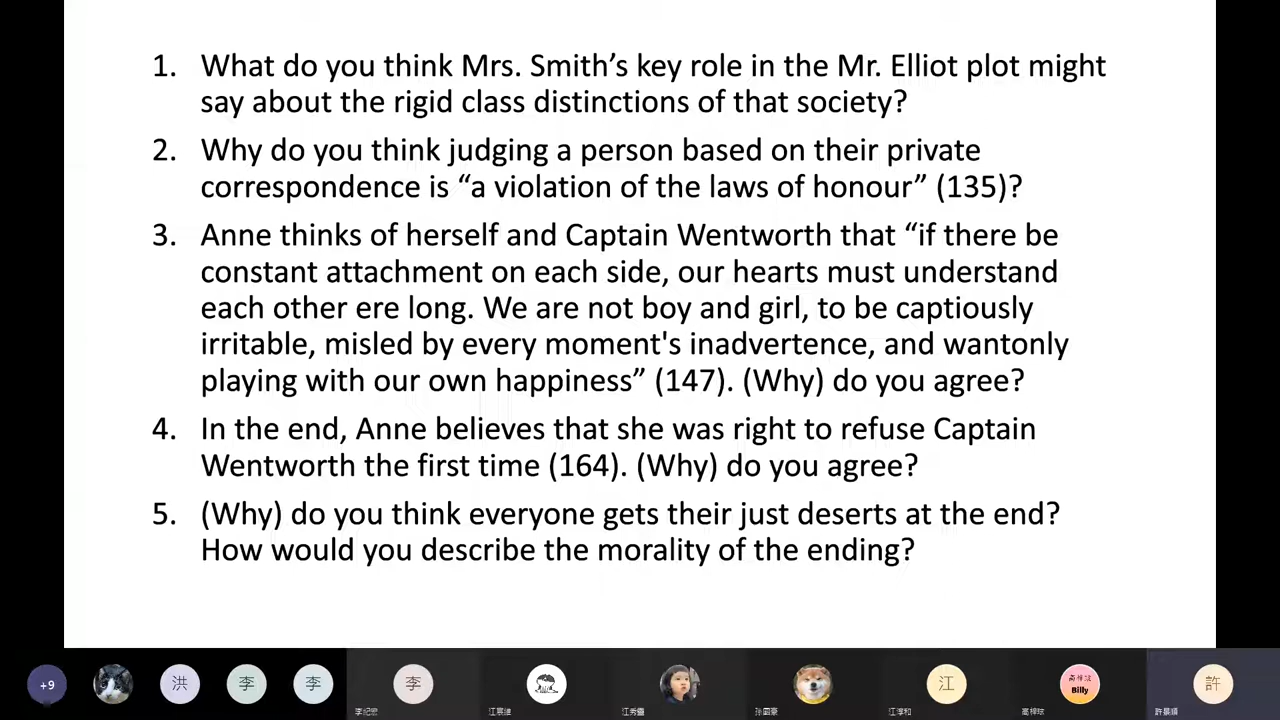 1. What do you think Mrs. Smith’s key role in the Mr. Elliot plot might
say about the rigid class distinctions of that society?
2. Why do you think judging a person based on their private
correspondence is “a violation of the laws of honour” (135)?
3. Anne thinks of herself and Captain Wentworth that “if there be
constant attachment on each side, our hearts must understand
each other ere long. We are not boy and girl, to be captiously
irritable, misled by every moment's inadvertence, and wantonly
playing with our own happiness” (147). (Why) do you agree?
4. In the end, Anne believes that she was right to refuse Captain
Wentworth the first time (164). (Why) do you agree?
5. (Why) do you think everyone gets their just deserts at the end?
How would you describe the morality of the ending?
+9
洪
李
李
李
江
Billy
許